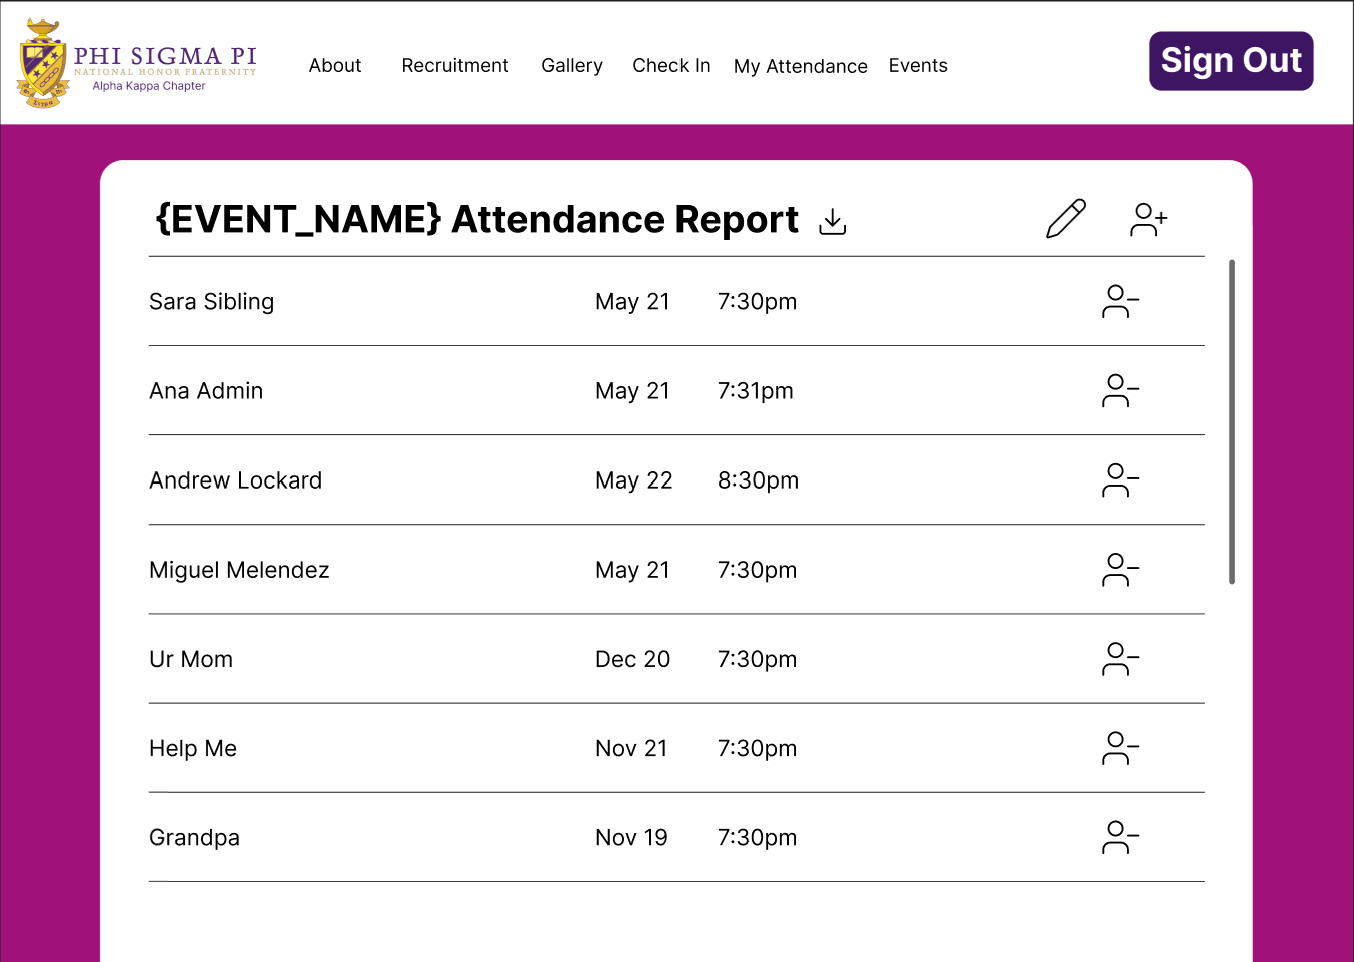 PHI SIGMA PI
NATIONAL HONOR FRATERNITY
Alpha Kappa Chapter
About Recruitment Gallery Check In My Attendance Events
Sign Out
{EVENT_NAME} Attendance Report
Sara Sibling May 21 7:30pm
Ana Admin May 21 7:31pm
Andrew Lockard May 22 8:30pm
Miguel Melendez May 21 7:30pm
Ur Mom Dec 20 7:30pm
Help Me Nov 21 7:30pm
Grandpa Nov 19 7:30pm